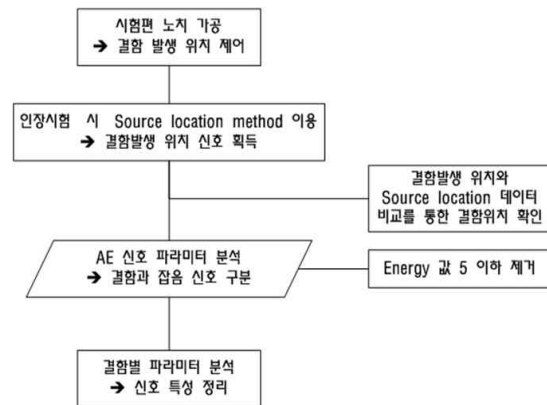 시험편 노치 가공
➔ 결함 발생 위치 제어
인장시험 시 Source location method 이용
➔ 결함발생 위치 신호 획득
결함발생 위치와
Source location 데이터
비교를 통한 결함위치 확인
AE 신호 파라미터 분석
➔ 결함과 잡음 신호 구분
Energy 값 5 이하 제거
결함별 파라미터 분석
➔ 신호 특성 정리